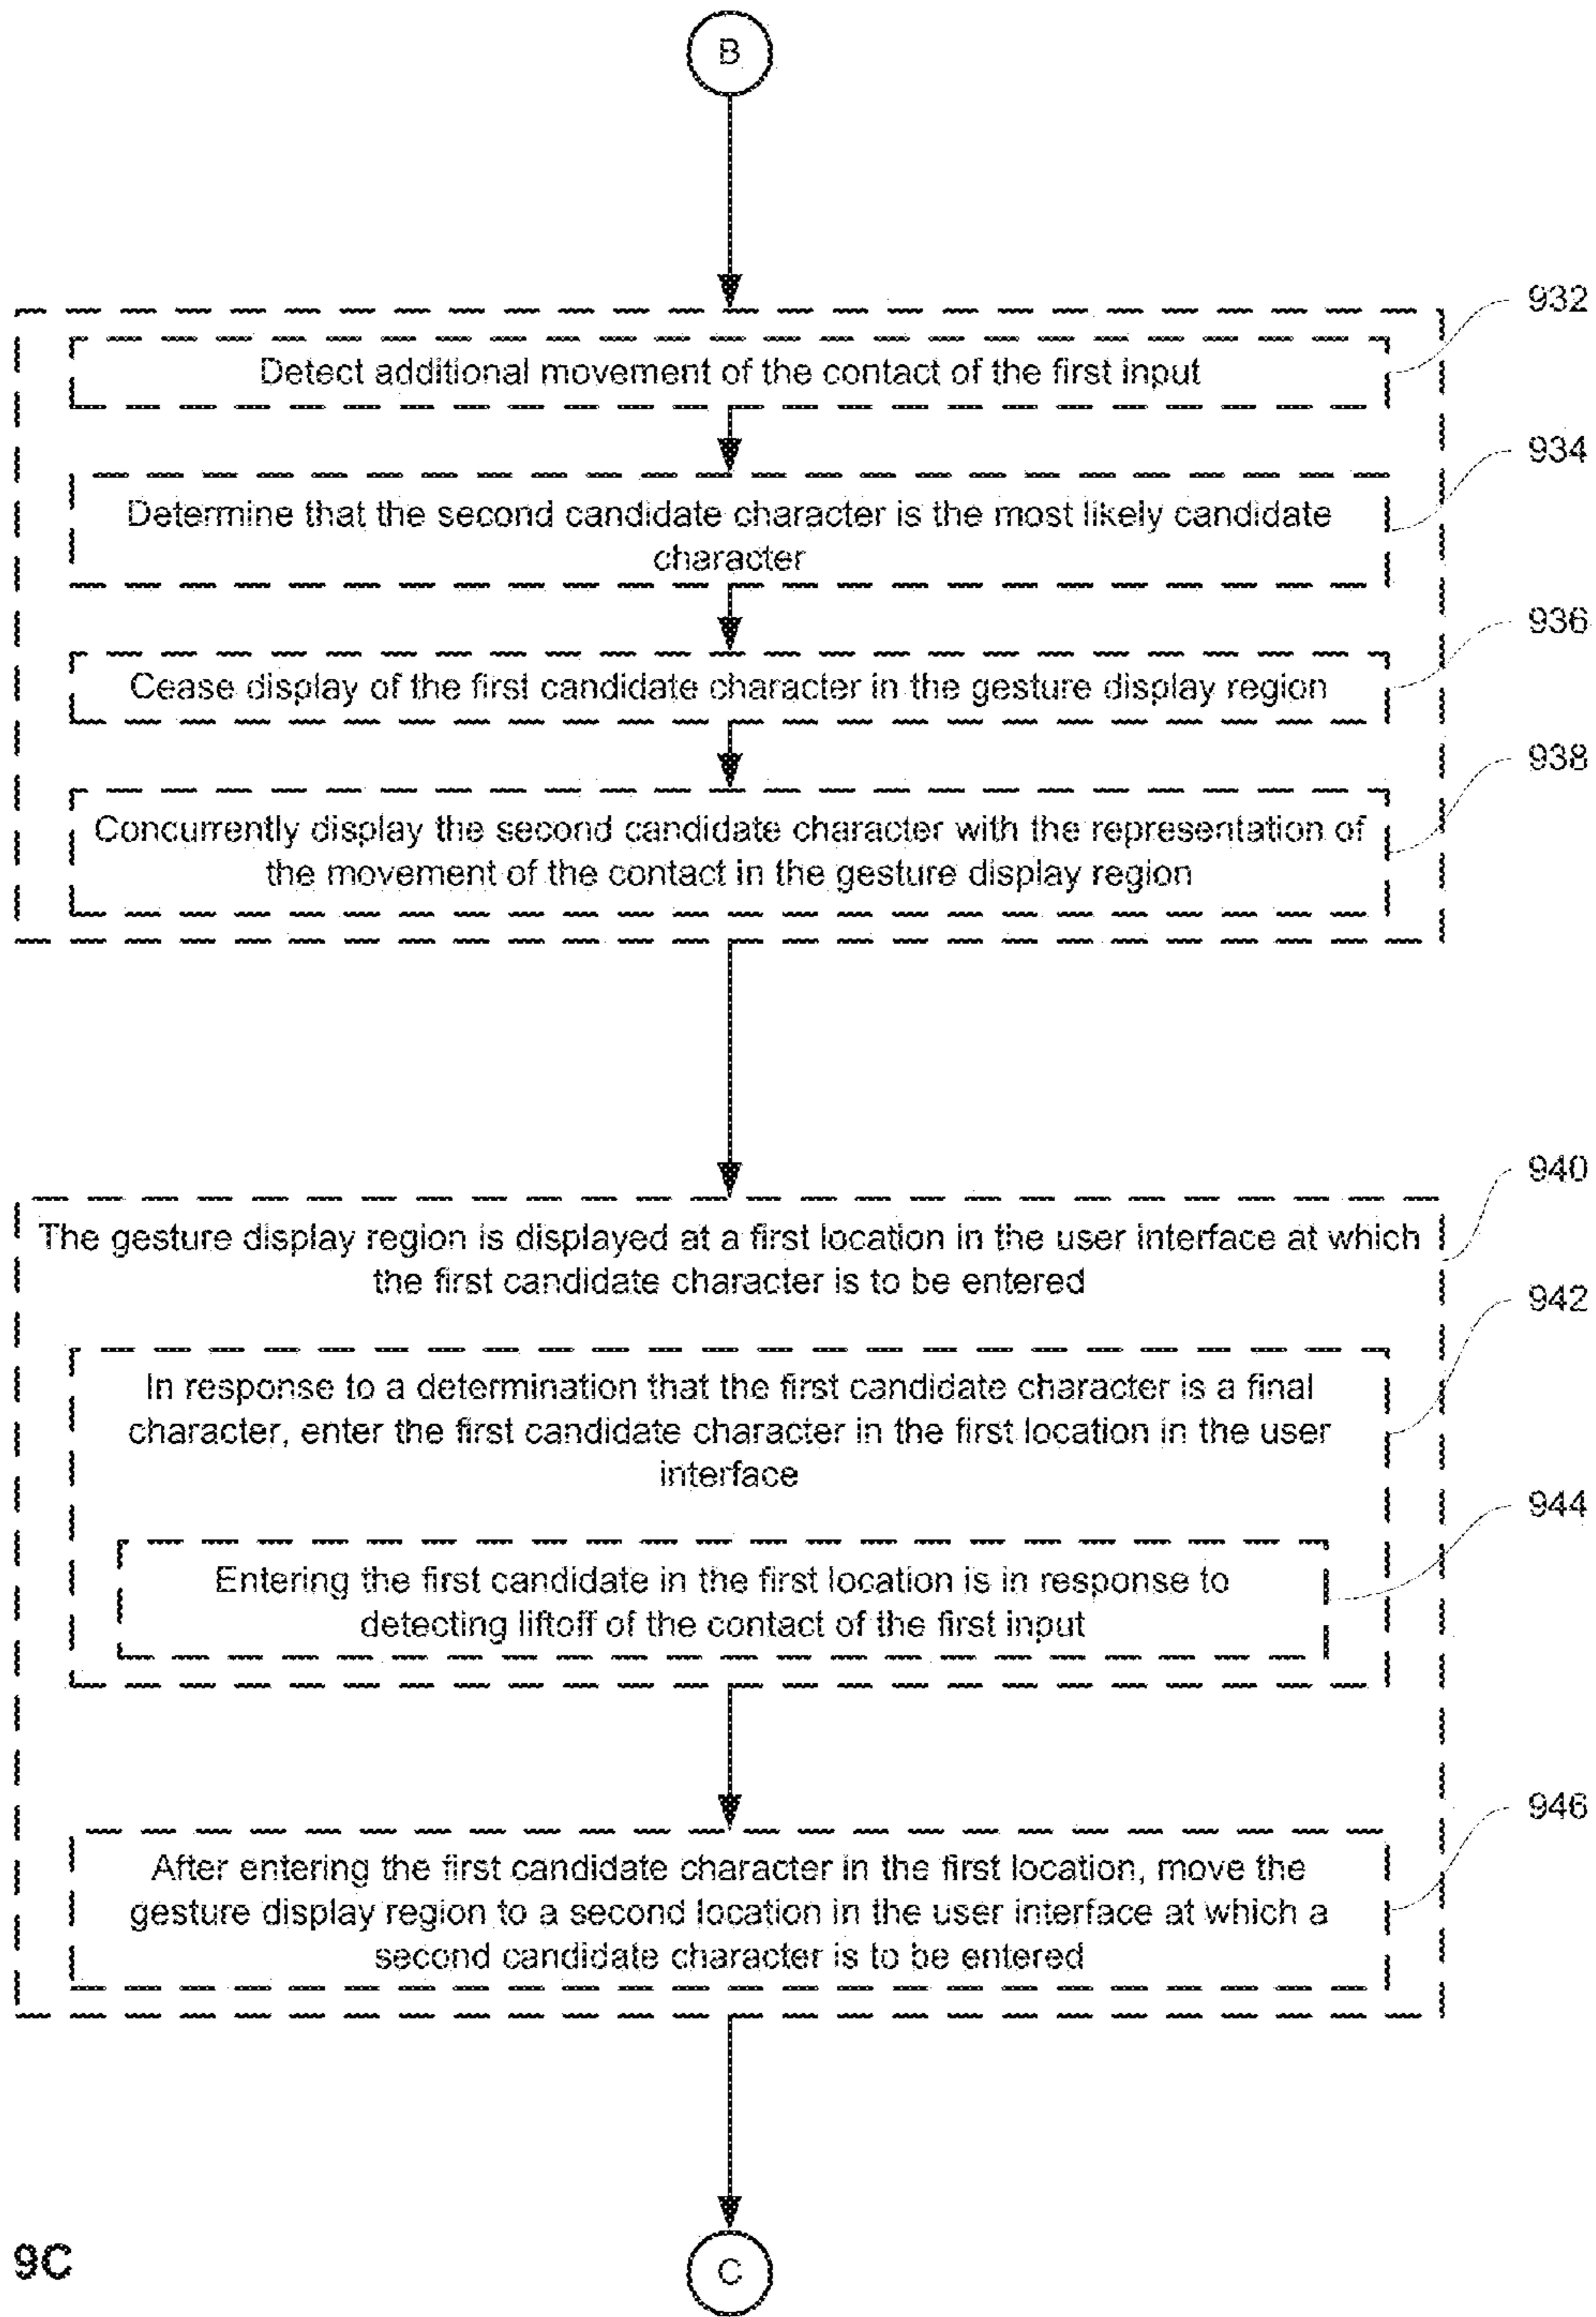 B
932
Detect additional movement of the contact of the first input
934
Determine that the second candidate character is the most likely candidate
character
936
Cease display of the first candidate character in the gesture display region
938
Concurrently display the second candidate character with the representation of
the movement of the contact in the gesture display region
940
The gesture display region is displayed at a first location in the user interface at which
the first candidate character is to be entered
942
In response to a determination that the first candidate character is a final
character, enter the first candidate character in the first location in the user
interface
944
Entering the first candidate in the first location is in response to
detecting liftoff of the contact of the first input
946
After entering the first candidate character in the first location, move the
gesture display region to a second location in the user interface at which a
second candidate character is to be entered
9C
C